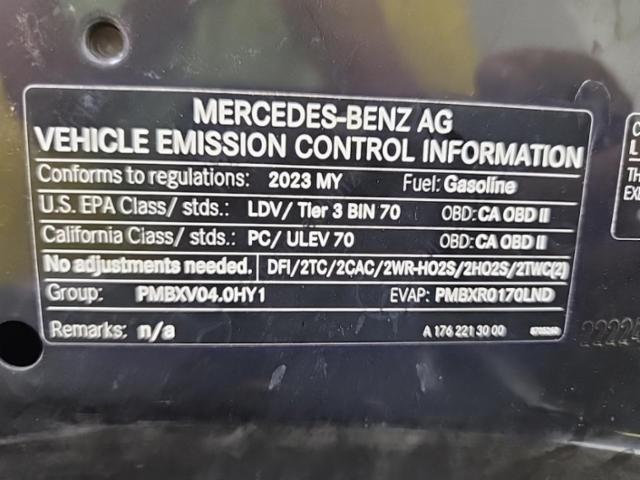 MERCEDES-BENZ AG
VEHICLE EMISSION CONTROL INFORMATION
Conforms to regulations: 2023 MY Fuel: Gasoline
U.S. EPA Class/ stds.: LDV/ Tier 3 BIN 70 OBD: CA OBD II
California Class/ stds.: PC/ ULEV 70 OBD: CA OBD II
No adjustments needed. DFI/2TC/2CAC/2WR-HO2S/2HO2S/2TWC(2)
Group: PMBXV04.0HY1 EVAP: PMBXR0170LND
Remarks: n/a A 176 221 30 00